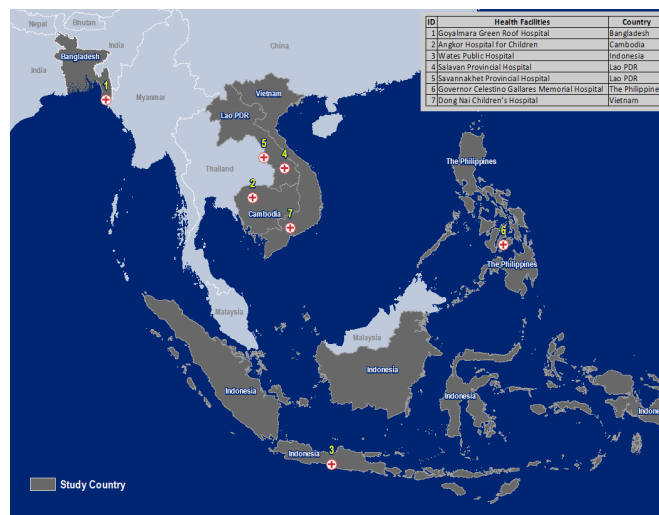 ID Health Facilities Country
1 Goyalmara Green Roof Hospital Bangladesh
2 Angkor Hospital for Children Cambodia
3 Wates Public Hospital Indonesia
4 Salavan Provincial Hospital Lao PDR
5 Savannakhet Provincial Hospital Lao PDR
6 Governor Celestino Gallares Memorial Hospital The Philippine
7 Dong Nai Children's Hospital Vietnam
Nepal
Bhutan
India
China
Bangladesh
India
1
Myanmar
Vietnam
Lao PDR
5
4
Thailand
The Philippines
2
Cambodia
7
6
The Philippines
Malaysia
Malaysia
Indonesia
Indonesia
Indone
Indonesia
3
Study Country